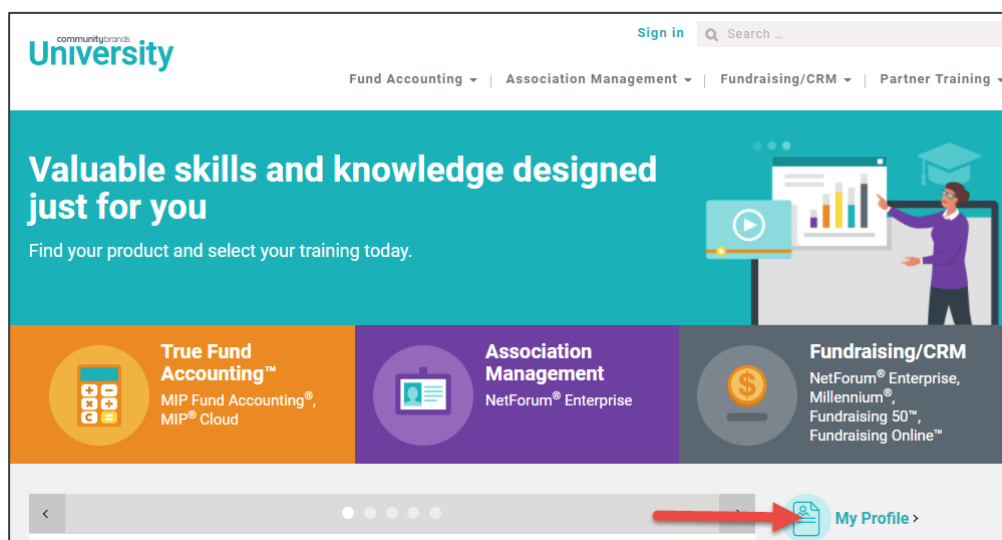 communitybrands
University
Sign in
Search ...
Fund Accounting
Association Management
Fundraising/CRM
Partner Training
Valuable skills and knowledge designed
just for you
Find your product and select your training today.
True Fund
Accounting™
MIP Fund Accounting®,
MIP® Cloud
Association
Management
NetForum® Enterprise
Fundraising/CRM
NetForum® Enterprise,
Millennium®,
Fundraising 50™,
Fundraising Online™
My Profile >